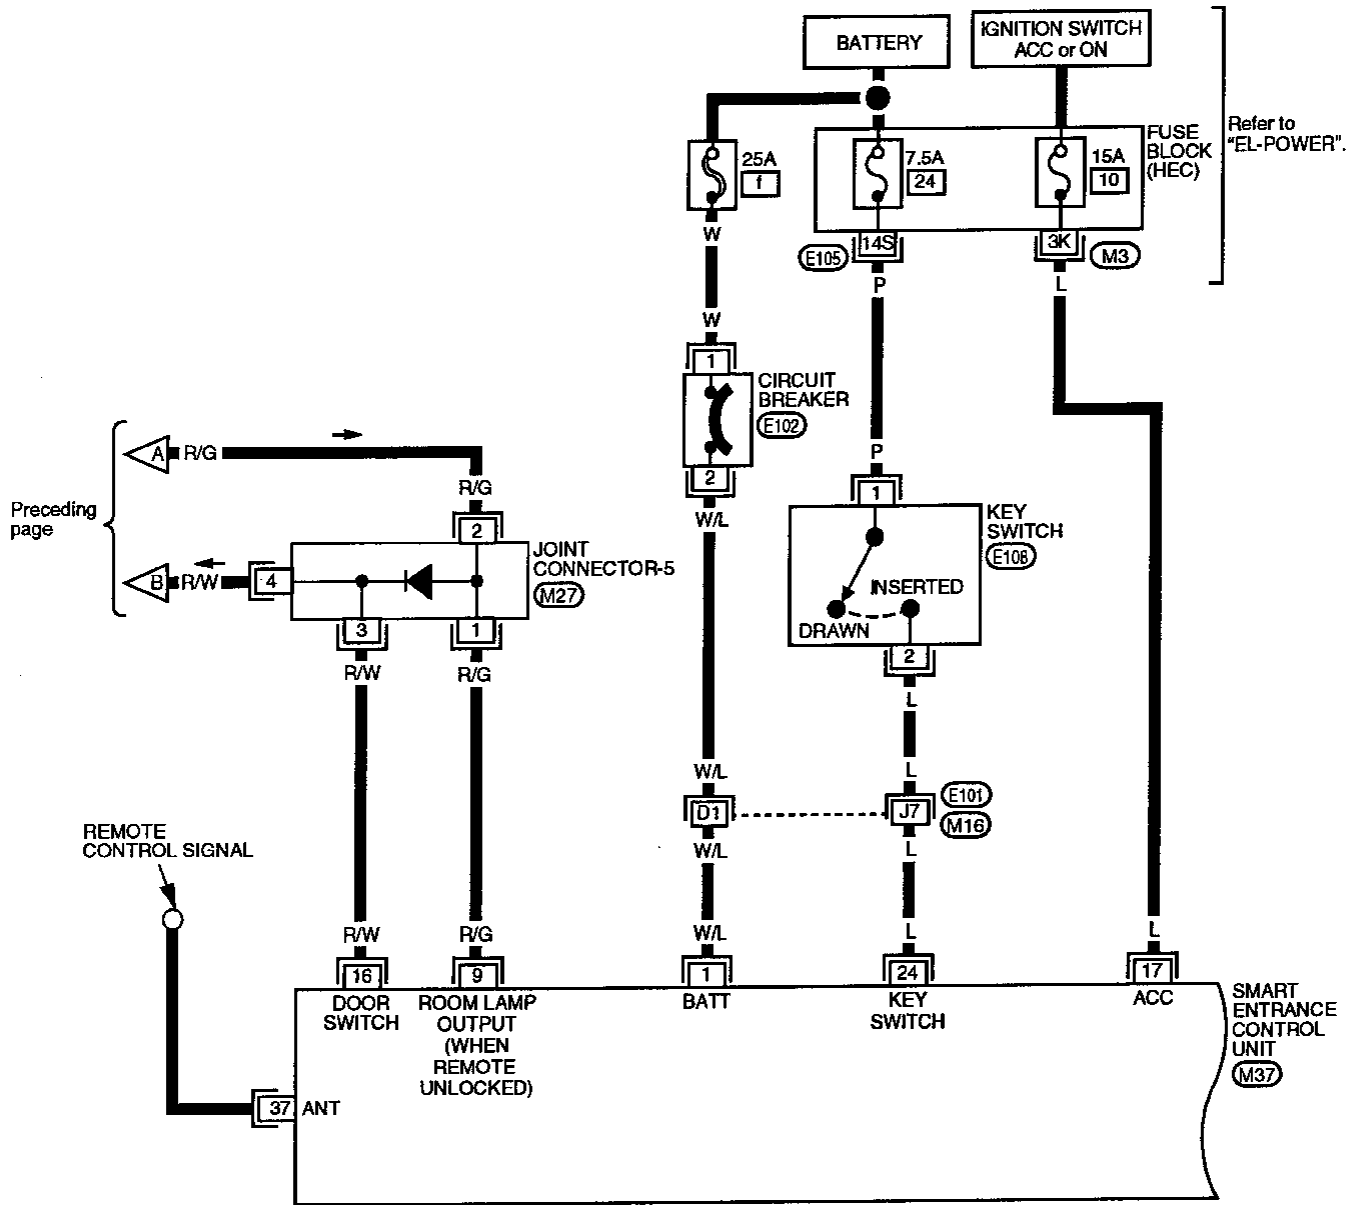 BATTERY
IGNITION SWITCH
ACC or ON
Refer to
"EL-POWER".
FUSE
BLOCK
(HEC)
25A
f
7.5A
24
15A
10
W
E105
14S
3K
M3
P
L
W
1
CIRCUIT
BREAKER
E102
2
W/L
P
1
KEY
SWITCH
E108
INSERTED
DRAWN
2
L
Preceding
page
A
R/G
R/G
2
JOINT
CONNECTOR-5
M27
B
R/W
4
3
1
R/W
R/G
W/L
L
D1
J7
E101
M16
W/L
L
REMOTE
CONTROL SIGNAL
R/W
R/G
W/L
L
L
16
9
1
24
17
DOOR
SWITCH
ROOM LAMP
OUTPUT
(WHEN
REMOTE
UNLOCKED)
BATT
KEY
SWITCH
ACC
SMART
ENTRANCE
CONTROL
UNIT
M37
37
ANT